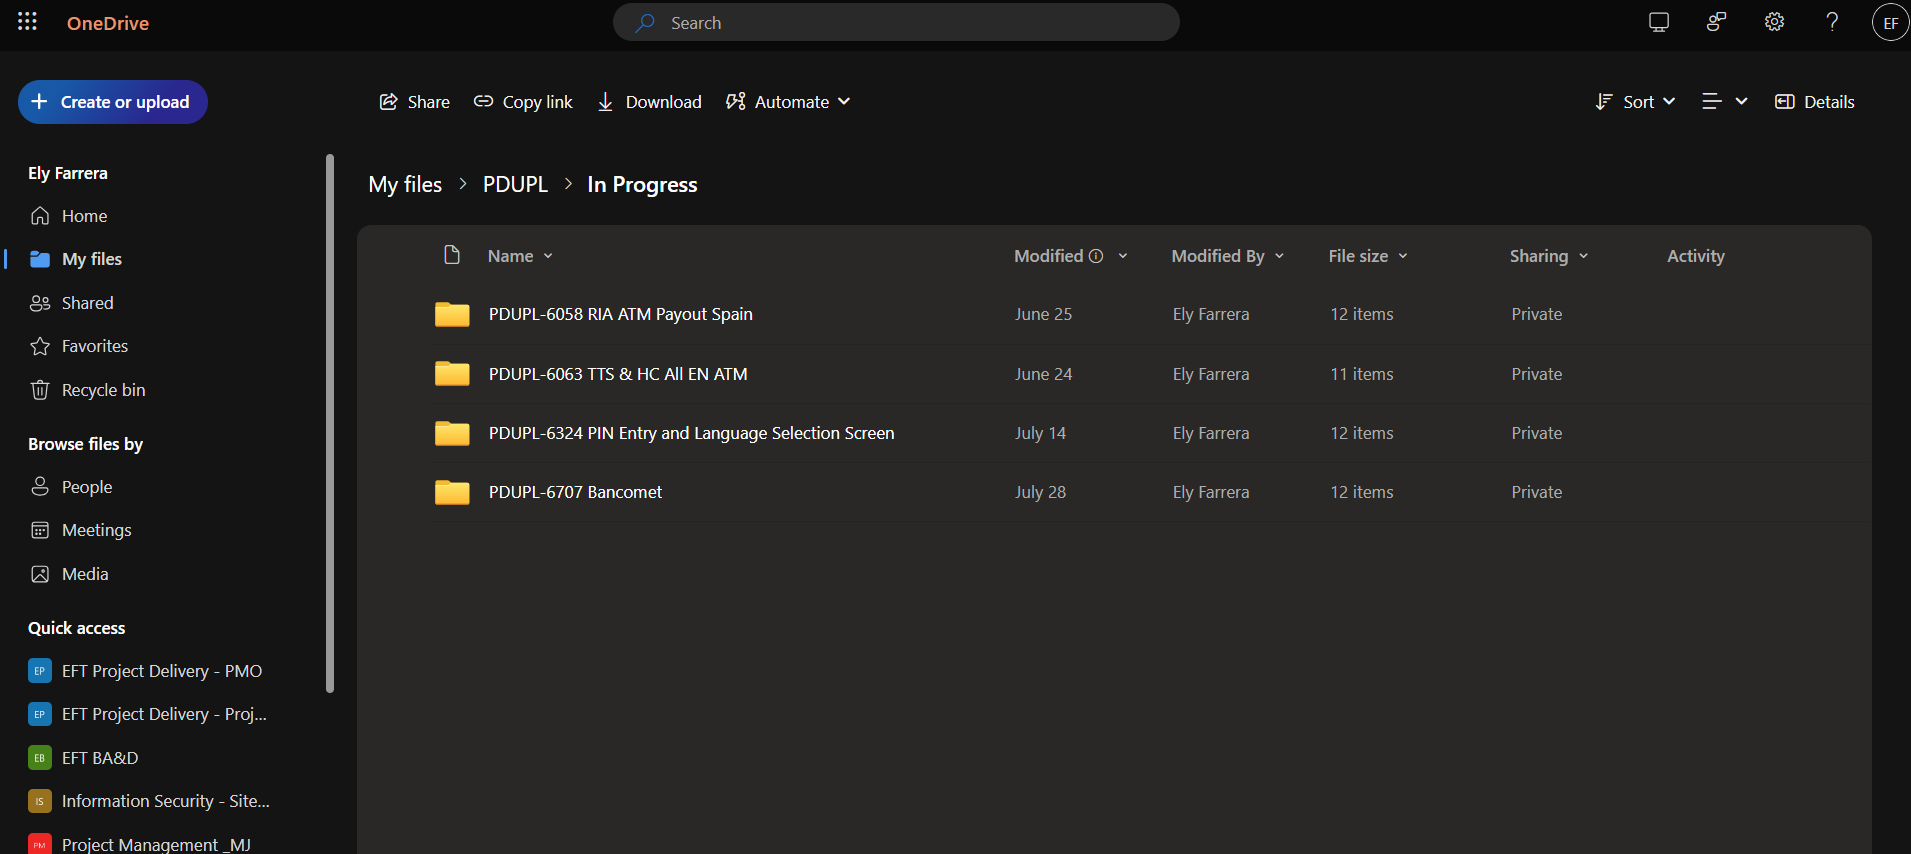 OneDrive
Search
EF
Create or upload
Share
Copy link
Download
Automate
Sort
Details
Ely Farrera
Home
My files
Shared
Favorites
Recycle bin
Browse files by
People
Meetings
Media
Quick access
EP EFT Project Delivery - PMO
EP EFT Project Delivery - Proj...
EB EFT BA&D
IS Information Security - Site...
PM Project Management _MJ
My files > PDUPL > In Progress
Name Modified Modified By File size Sharing Activity
PDUPL-6058 RIA ATM Payout Spain June 25 Ely Farrera 12 items Private
PDUPL-6063 TTS & HC All EN ATM June 24 Ely Farrera 11 items Private
PDUPL-6324 PIN Entry and Language Selection Screen July 14 Ely Farrera 12 items Private
PDUPL-6707 Bancomet July 28 Ely Farrera 12 items Private